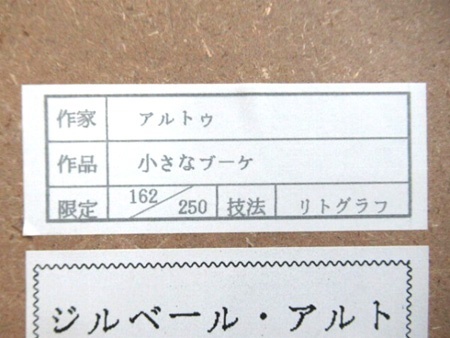 作家 アルトゥ
作品 小さなブーケ
限定 162/250 技法 リトグラフ
ジルベール・アルト